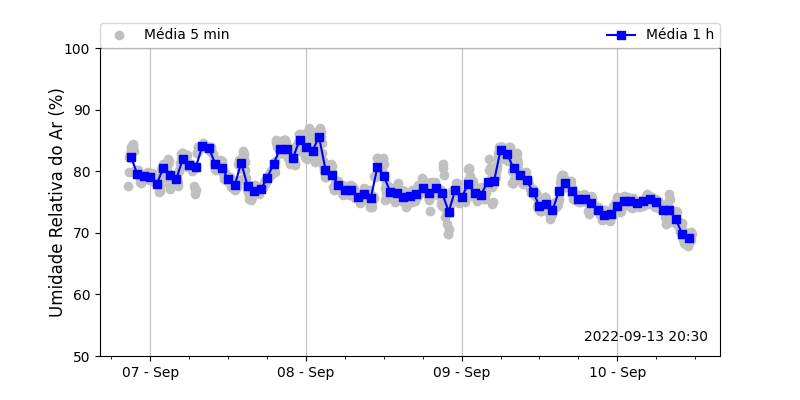 Média 5 min
Média 1 h
100
90
80
70
60
50
Umidade Relativa do Ar (%)
2022-09-13 20:30
07 - Sep
08 - Sep
09 - Sep
10 - Sep